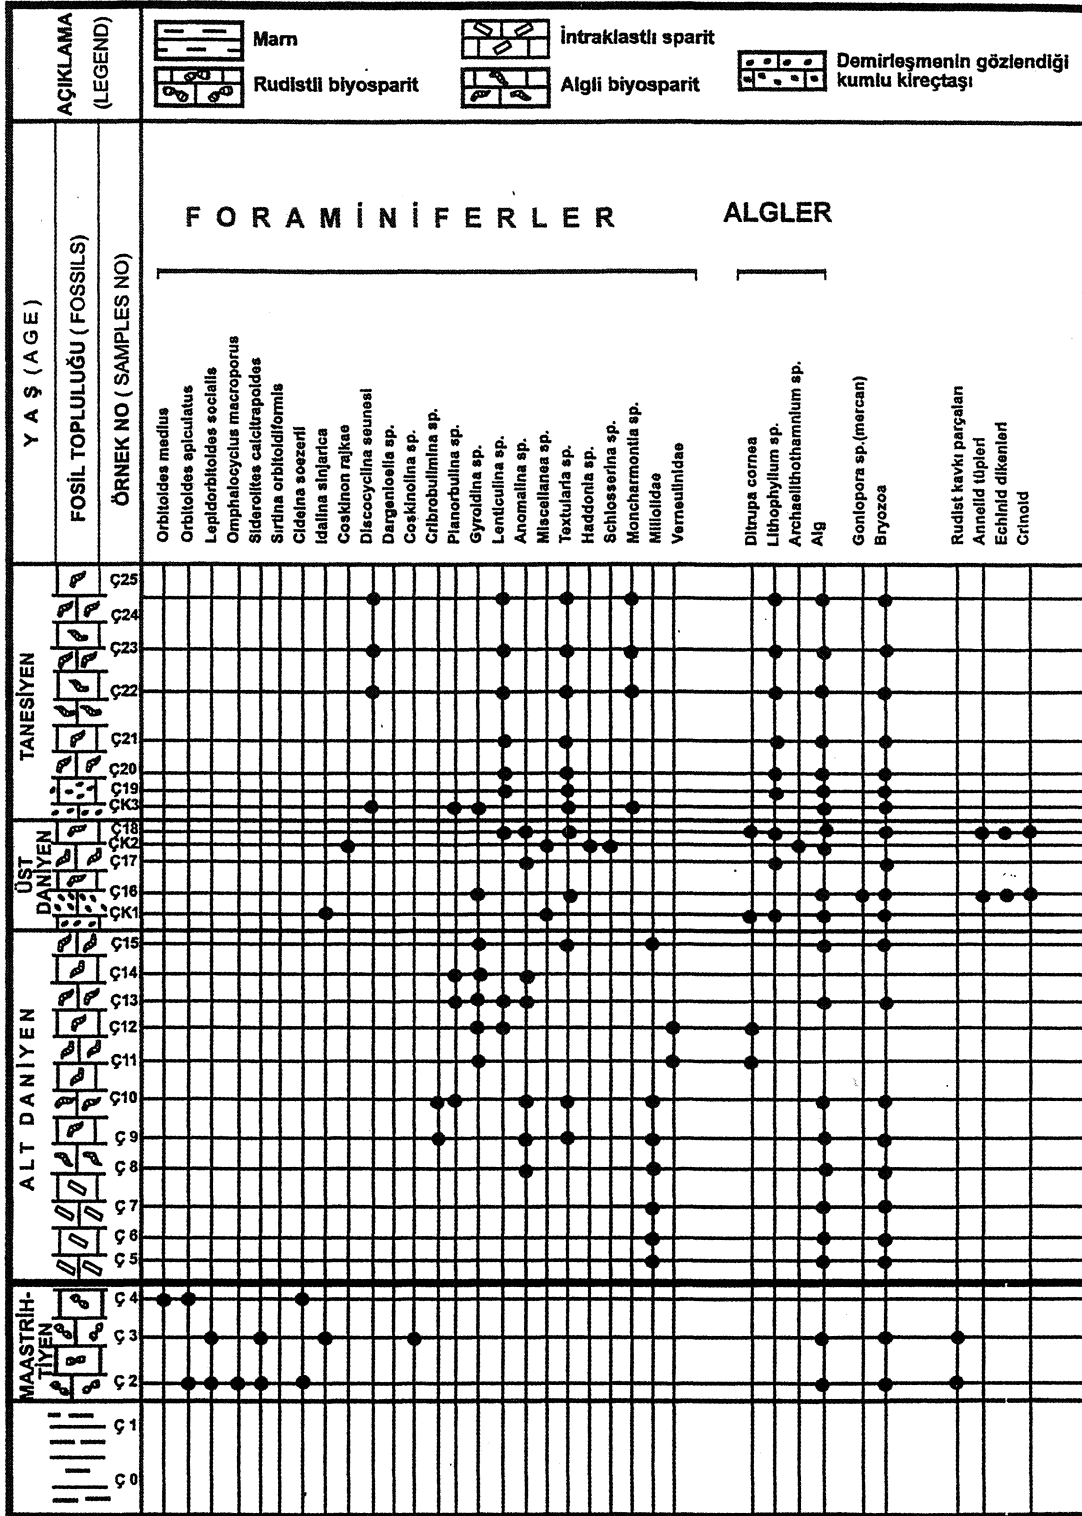 AÇIKLAMA
(LEGEND)
Marn
Rudistli biyosparit
İntraklastlı sparit
Algli biyosparit
Demirleşmenin gözlendiği
kumlu kireçtaşı
YAŞ (AGE)
FOSİL TOPLULUĞU (FOSSILS)
ÖRNEK NO (SAMPLES NO)
FORAMİNİFERLER
ALGLER
Orbitoides medius
Orbitoides apiculatus
Lepidorbitoides socialis
Omphalocyclus macroporus
Siderolites calcitrapoides
Sırtina orbitoidiformis
Cideina soezerii
Idalina sinjarica
Coskinon rajkae
Discocyclina seunesi
Dargenioella sp.
Coskinolina sp.
Cribrobulimina sp.
Planorbulina sp.
Gyroidina sp.
Lenticulina sp.
Anomalina sp.
Miscellanea sp.
Textularia sp.
Haddonia sp.
Schlosserina sp.
Moncharmontia sp.
Miliolidae
Verneulinidae
Ditrupa cornea
Lithophyllum sp.
Archaelithothamnium sp.
Alg
Goniopora sp.(mercan)
Bryozoa
Rudist kavkı parçaları
Annelid tüpleri
Echinid dikenleri
Crinoid
TANESİYEN
Ç25
Ç24
Ç23
Ç22
Ç21
Ç20
Ç19
ÇK3
ÜST
DANİYEN
Ç18
ÇK2
Ç17
Ç16
ÇK1
ALT DANİYEN
Ç15
Ç14
Ç13
Ç12
Ç11
Ç10
Ç 9
Ç 8
Ç 7
Ç 6
Ç 5
MAASTRİH-
TİYEN
Ç 4
Ç 3
Ç 2
Ç 1
Ç 0